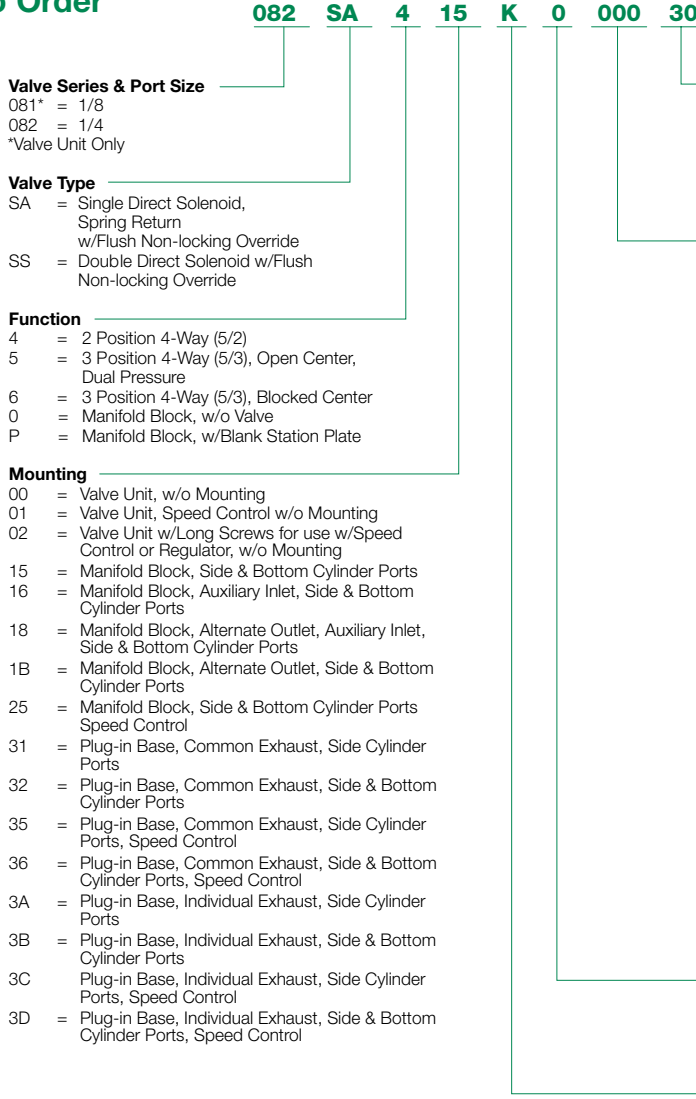 Order
082 SA 4 15 K 0 000 30
Valve Series & Port Size
081* = 1/8
082 = 1/4
*Valve Unit Only
Valve Type
SA = Single Direct Solenoid,
Spring Return
w/Flush Non-locking Override
SS = Double Direct Solenoid w/Flush
Non-locking Override
Function
4 = 2 Position 4-Way (5/2)
5 = 3 Position 4-Way (5/3), Open Center,
Dual Pressure
6 = 3 Position 4-Way (5/3), Blocked Center
0 = Manifold Block, w/o Valve
P = Manifold Block, w/Blank Station Plate
Mounting
00 = Valve Unit, w/o Mounting
01 = Valve Unit, Speed Control w/o Mounting
02 = Valve Unit w/Long Screws for use w/Speed
Control or Regulator, w/o Mounting
15 = Manifold Block, Side & Bottom Cylinder Ports
16 = Manifold Block, Auxiliary Inlet, Side & Bottom
Cylinder Ports
18 = Manifold Block, Alternate Outlet, Auxiliary Inlet,
Side & Bottom Cylinder Ports
1B = Manifold Block, Alternate Outlet, Side & Bottom
Cylinder Ports
25 = Manifold Block, Side & Bottom Cylinder Ports
Speed Control
31 = Plug-in Base, Common Exhaust, Side Cylinder
Ports
32 = Plug-in Base, Common Exhaust, Side & Bottom
Cylinder Ports
35 = Plug-in Base, Common Exhaust, Side Cylinder
Ports, Speed Control
36 = Plug-in Base, Common Exhaust, Side & Bottom
Cylinder Ports, Speed Control
3A = Plug-in Base, Individual Exhaust, Side Cylinder
Ports
3B = Plug-in Base, Individual Exhaust, Side & Bottom
Cylinder Ports
3C Plug-in Base, Individual Exhaust, Side Cylinder
Ports, Speed Control
3D = Plug-in Base, Individual Exhaust, Side & Bottom
Cylinder Ports, Speed Control